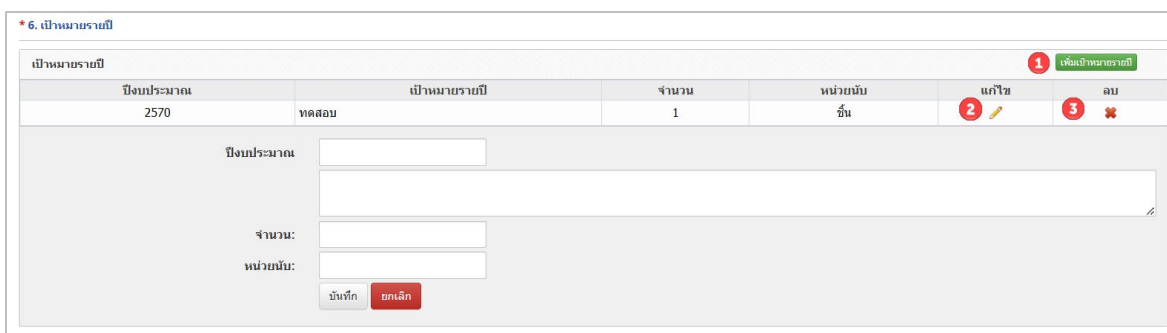 * 6. เป้าหมายรายปี
เป้าหมายรายปี 1 เพิ่มเป้าหมายรายปี
ปีงบประมาณ เป้าหมายรายปี จำนวน หน่วยนับ แก้ไข ลบ
2570 ทดสอบ 1 ชิ้น 2 3
ปีงบประมาณ
จำนวน:
หน่วยนับ:
บันทึก ยกเลิก